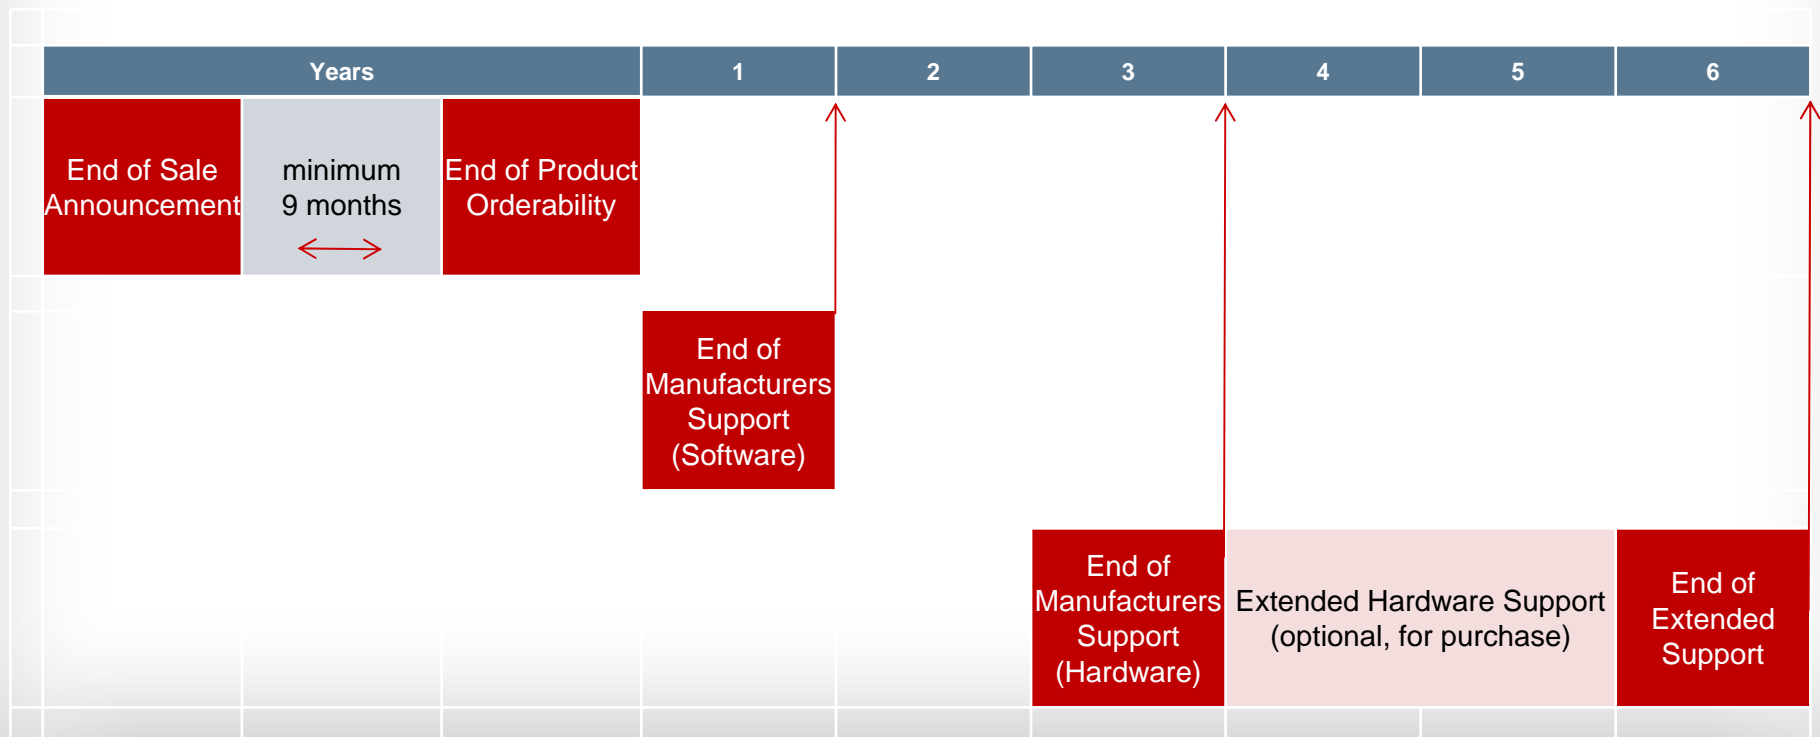 Years 1 2 3 4 5 6
End of Sale
Announcement
minimum
9 months
End of Product
Orderability
End of
Manufacturers
Support
(Software)
End of
Manufacturers
Support
(Hardware)
Extended Hardware Support
(optional, for purchase)
End of
Extended
Support